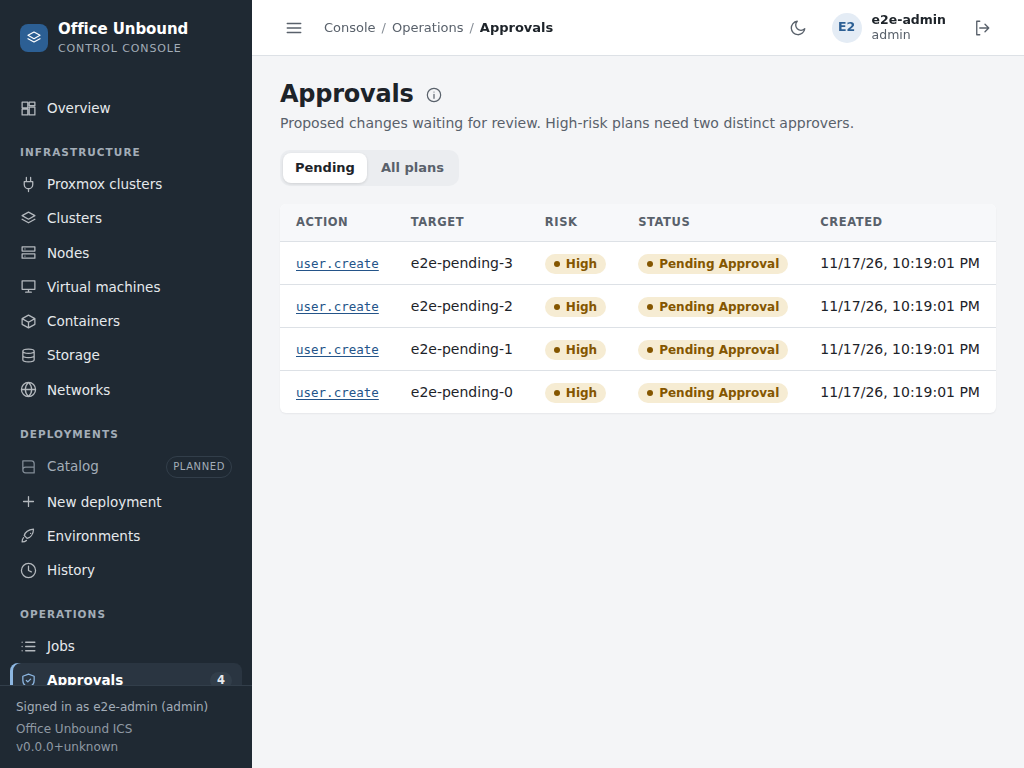 Office Unbound
CONTROL CONSOLE
Overview
INFRASTRUCTURE
Proxmox clusters
Clusters
Nodes
Virtual machines
Containers
Storage
Networks
DEPLOYMENTS
Catalog PLANNED
New deployment
Environments
History
OPERATIONS
Jobs
Approvals 4
Signed in as e2e-admin (admin)
Office Unbound ICS
v0.0.0+unknown
Console / Operations / Approvals
E2 e2e-admin
admin
Approvals
Proposed changes waiting for review. High-risk plans need two distinct approvers.
Pending All plans
ACTION TARGET RISK STATUS CREATED
user.create e2e-pending-3 High Pending Approval 11/17/26, 10:19:01 PM
user.create e2e-pending-2 High Pending Approval 11/17/26, 10:19:01 PM
user.create e2e-pending-1 High Pending Approval 11/17/26, 10:19:01 PM
user.create e2e-pending-0 High Pending Approval 11/17/26, 10:19:01 PM